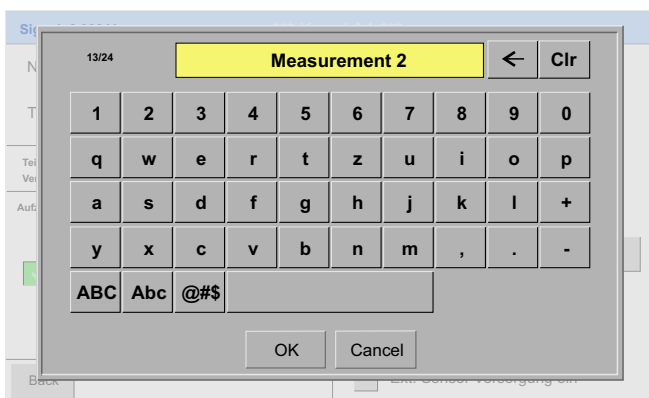 13/24 Measurement 2 ← Clr
1 2 3 4 5 6 7 8 9 0
q w e r t z u i o p
a s d f g h j k l +
y x c v b n m , . -
ABC Abc @#$
OK Cancel
Back